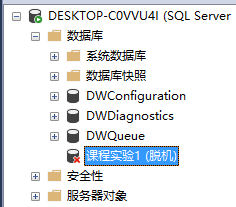 DESKTOP-C0VVU4I (SQL Server
数据库
系统数据库
数据库快照
DWConfiguration
DWDiagnostics
DWQueue
课程实验1 (脱机)
安全性
服务器对象